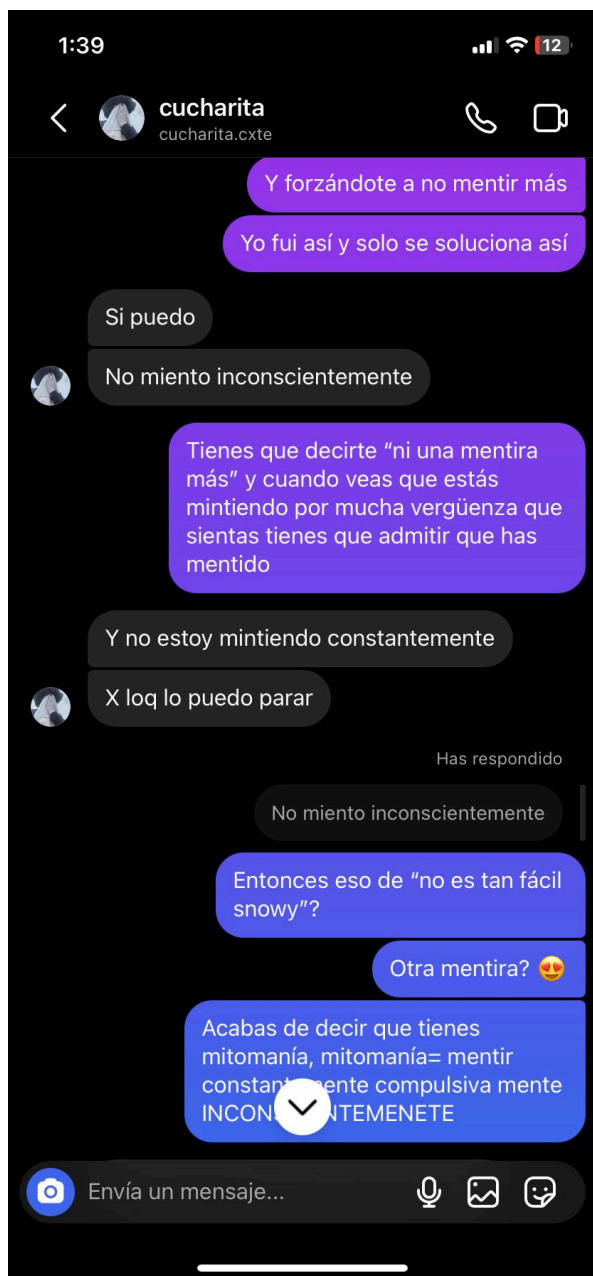 1:39
12
cucharita
cucharita.cxte
Y forzándote a no mentir más
Yo fui así y solo se soluciona así
Si puedo
No miento inconscientemente
Tienes que decirte “ni una mentira
más” y cuando veas que estás
mintiendo por mucha vergüenza que
sientas tienes que admitir que has
mentido
Y no estoy mintiendo constantemente
X loq lo puedo parar
Has respondido
No miento inconscientemente
Entonces eso de “no es tan fácil
snowy”?
Otra mentira? 😍
Acabas de decir que tienes
mitomanía, mitomanía= mentir
compulsiva mente
Envía un mensaje...